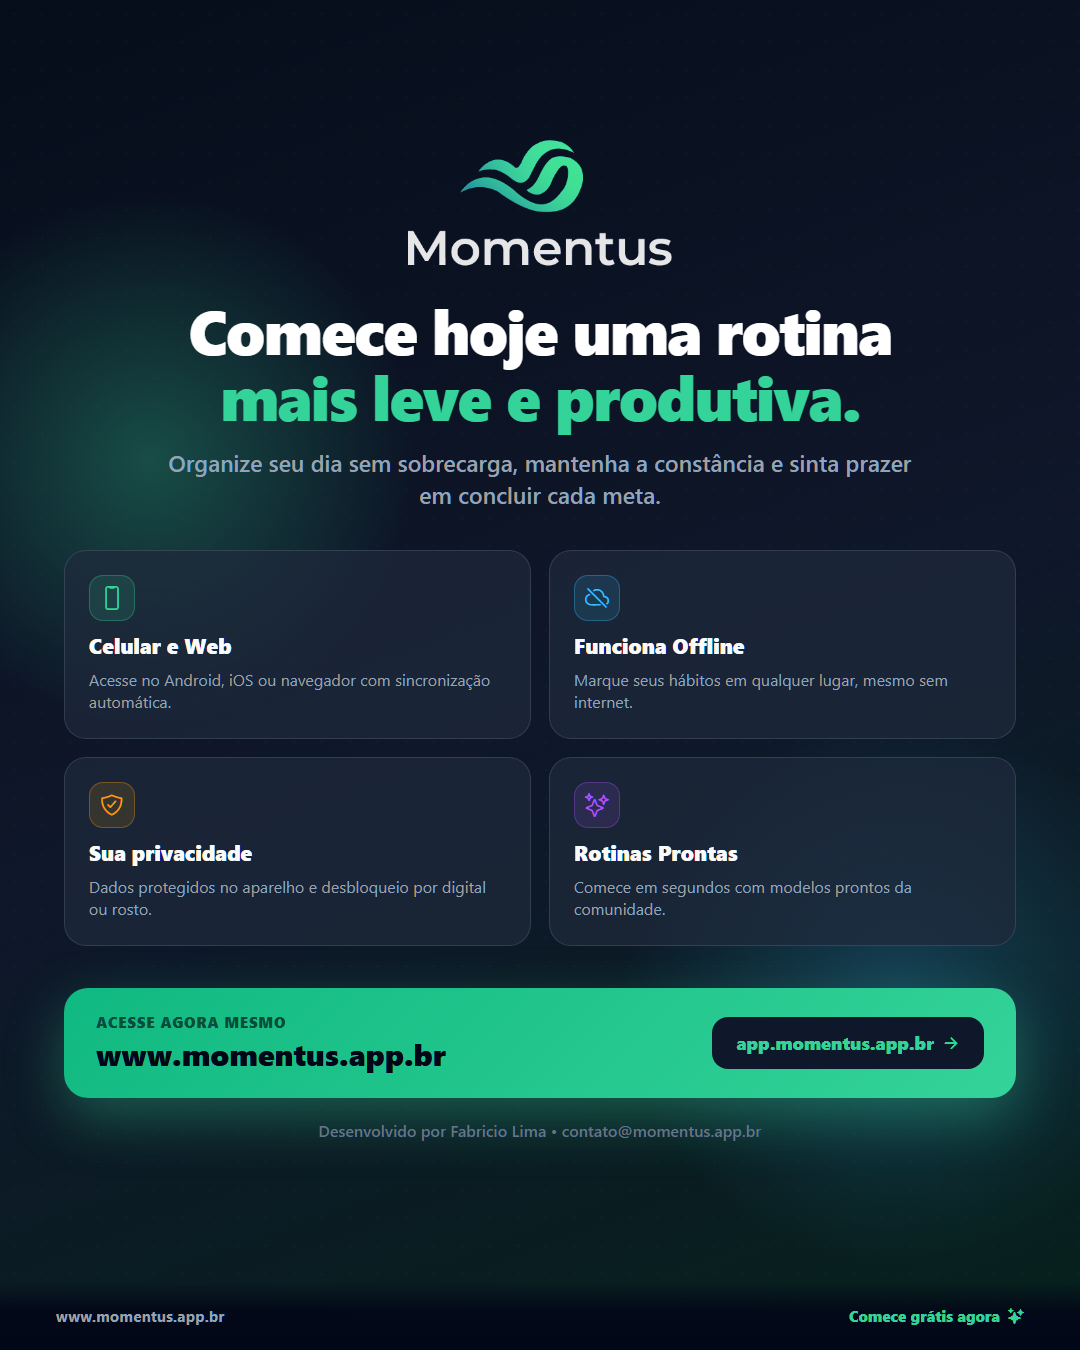 Momentus
Comece hoje uma rotina
mais leve e produtiva.
Organize seu dia sem sobrecarga, mantenha a constância e sinta prazer
em concluir cada meta.
Celular e Web
Acesse no Android, iOS ou navegador com sincronização
automática.
Funciona Offline
Marque seus hábitos em qualquer lugar, mesmo sem
internet.
Sua privacidade
Dados protegidos no aparelho e desbloqueio por digital
ou rosto.
Rotinas Prontas
Comece em segundos com modelos prontos da
comunidade.
ACESSE AGORA MESMO
www.momentus.app.br
app.momentus.app.br →
Desenvolvido por Fabricio Lima • contato@momentus.app.br
www.momentus.app.br
Comece grátis agora